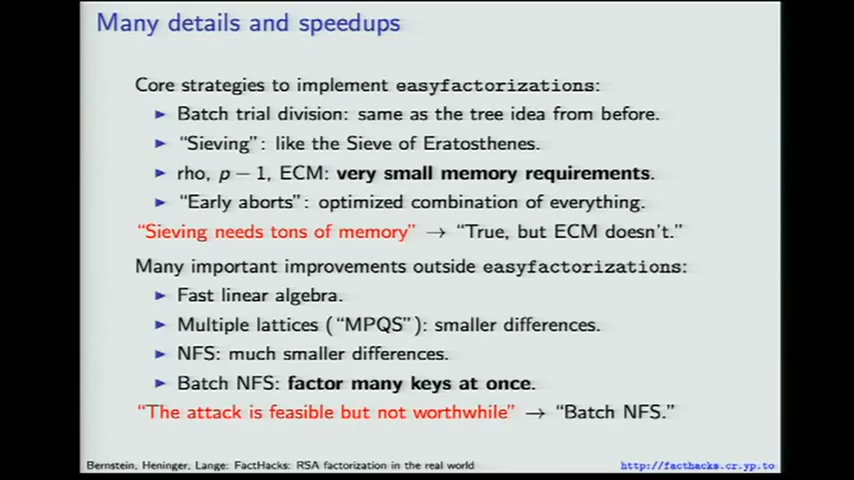 Many details and speedups
Core strategies to implement easyfactorizations:
▶ Batch trial division: same as the tree idea from before.
▶ “Sieving”: like the Sieve of Eratosthenes.
▶ rho, p − 1, ECM: very small memory requirements.
▶ “Early aborts”: optimized combination of everything.
“Sieving needs tons of memory” → “True, but ECM doesn't.”
Many important improvements outside easyfactorizations:
▶ Fast linear algebra.
▶ Multiple lattices (“MPQS”): smaller differences.
▶ NFS: much smaller differences.
▶ Batch NFS: factor many keys at once.
“The attack is feasible but not worthwhile” → “Batch NFS.”
Bernstein, Heninger, Lange: FactHacks: RSA factorization in the real world http://facthacks.cr.yp.to